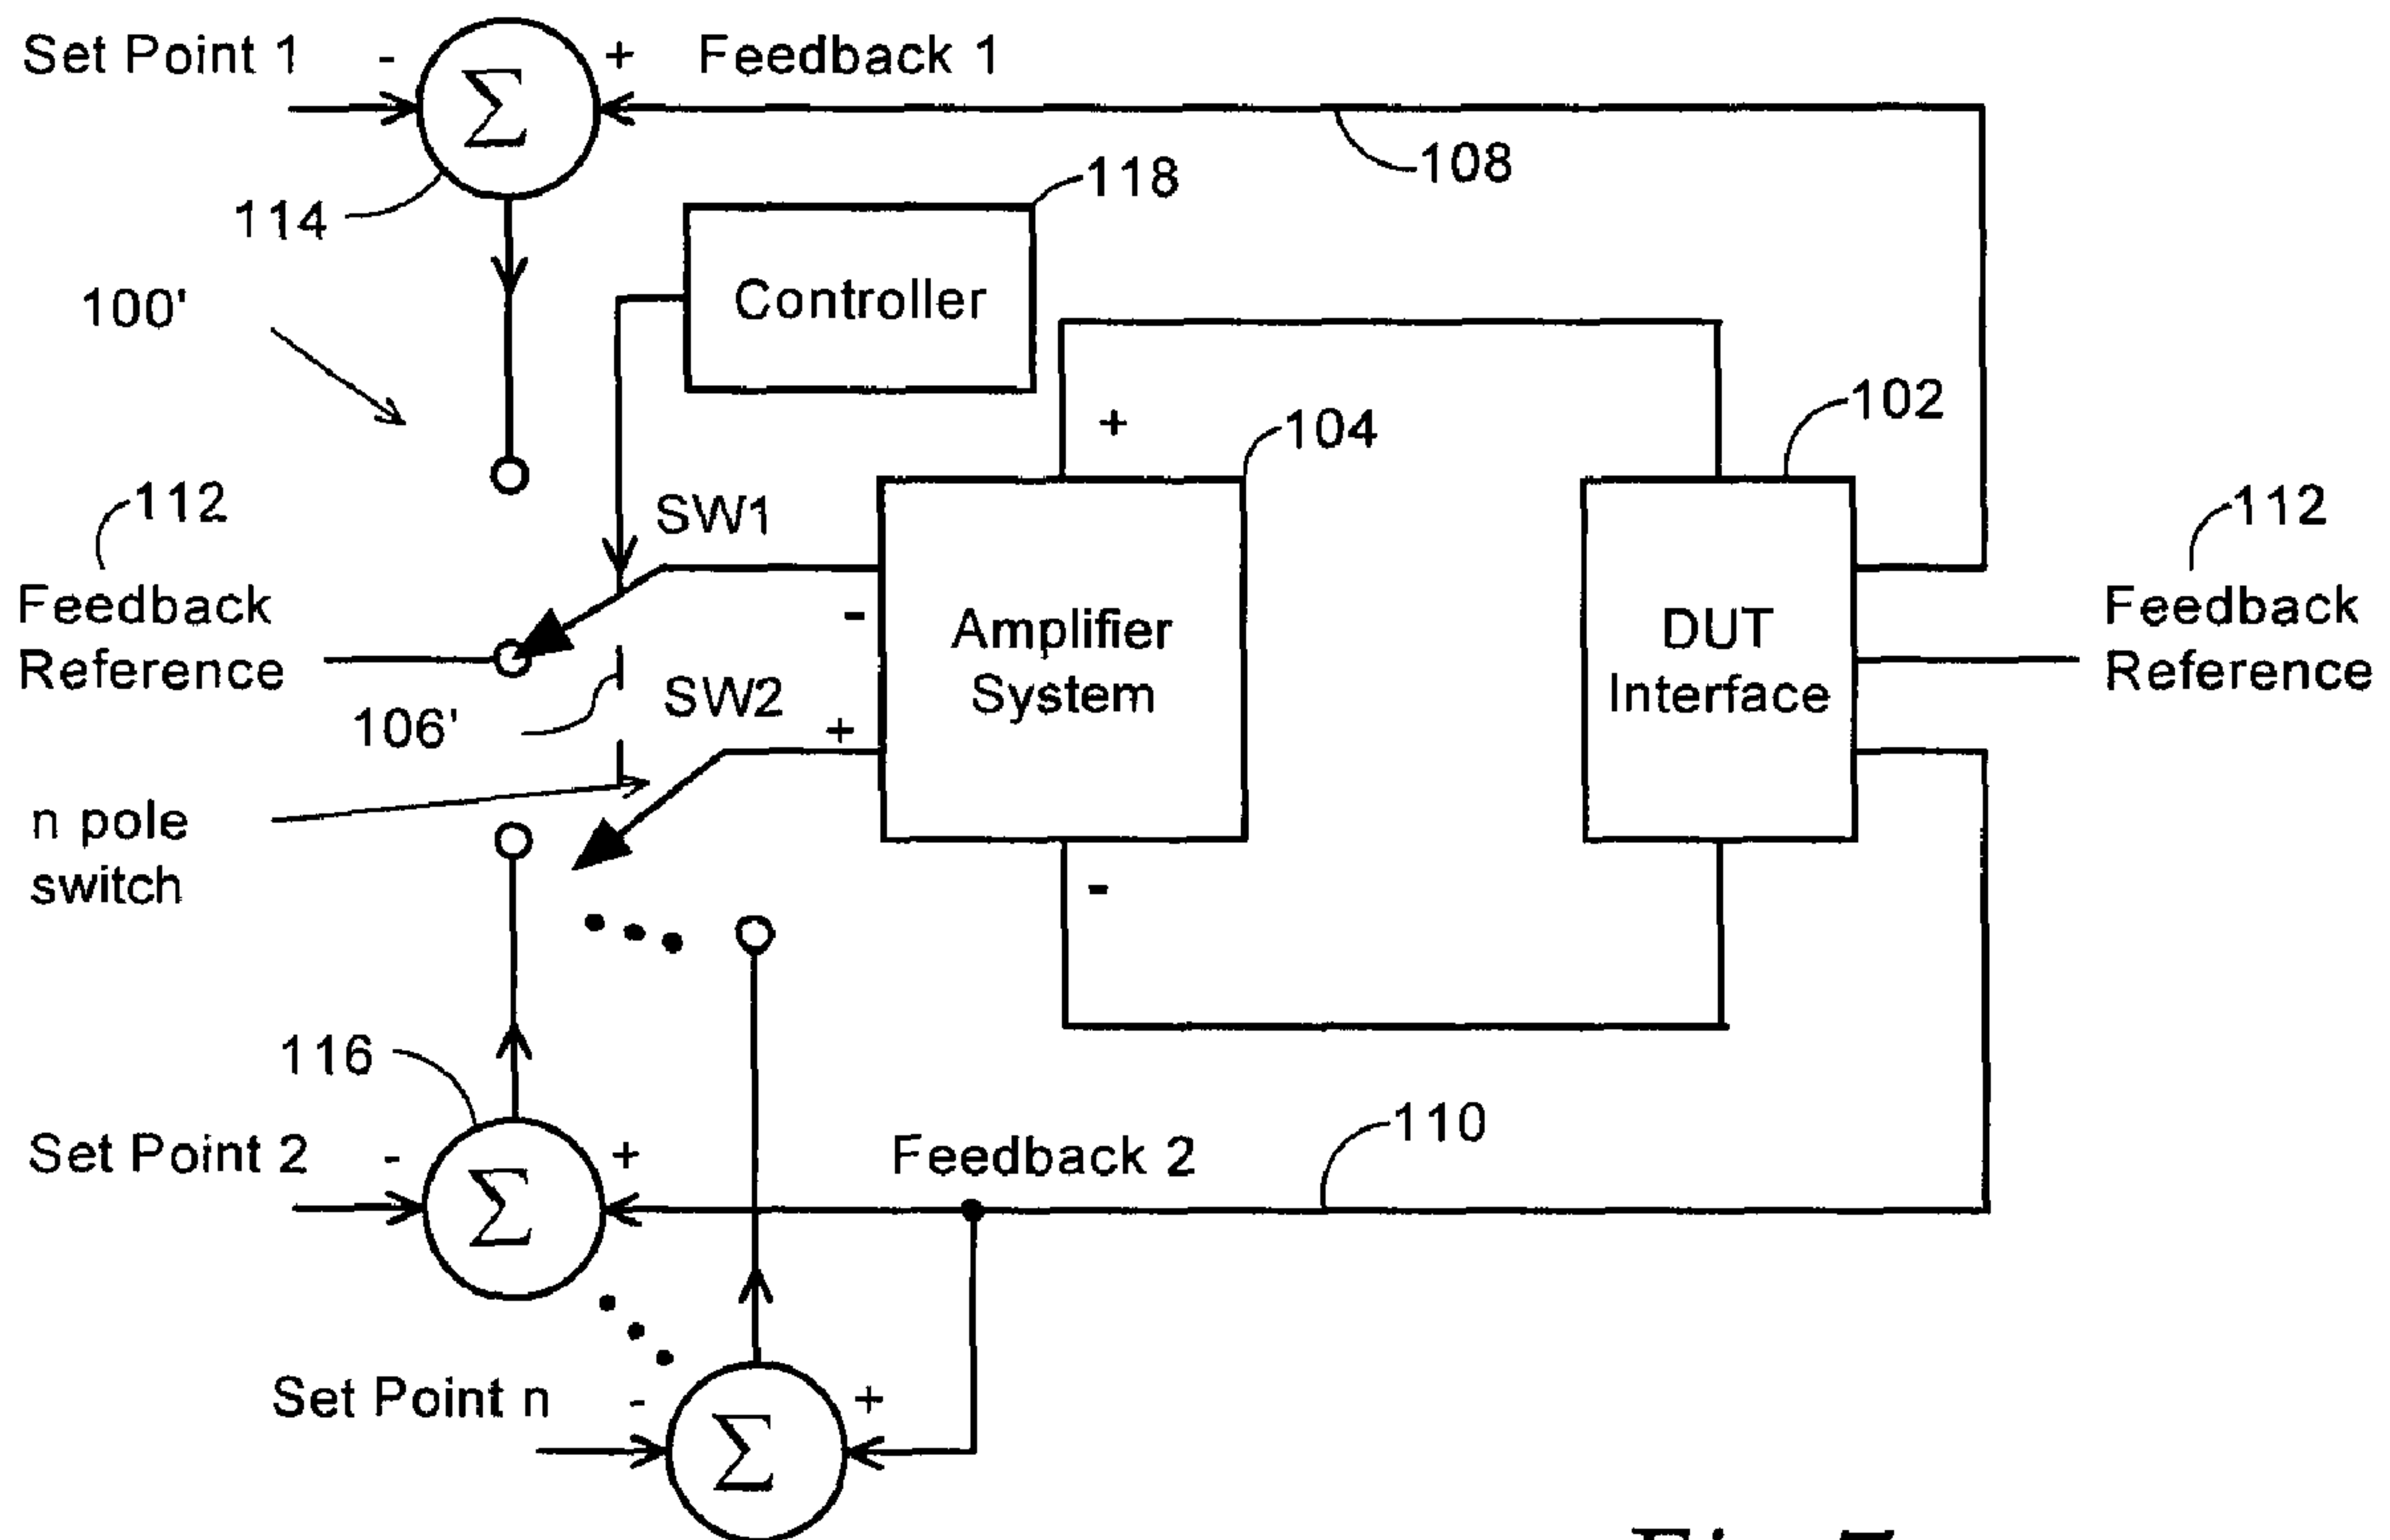 Set Point 1
-
Σ
+
Feedback 1
108
114
118
Controller
100'
+
104
102
112
SW1
112
Feedback
Reference
-
Amplifier
System
DUT
Interface
Feedback
Reference
106'
SW2
+
n pole
switch
-
116
110
Set Point 2
-
Σ
+
Feedback 2
Set Point n
-
Σ
+